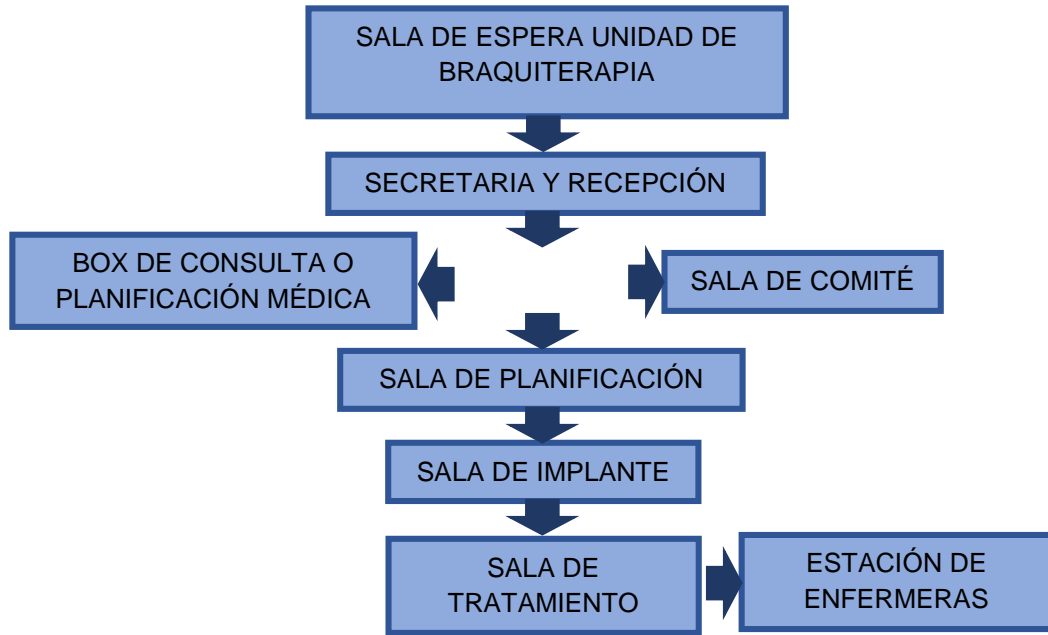 SALA DE ESPERA UNIDAD DE
BRAQUITERAPIA
SECRETARIA Y RECEPCIÓN
BOX DE CONSULTA O
PLANIFICACIÓN MÉDICA
SALA DE COMITÉ
SALA DE PLANIFICACIÓN
SALA DE IMPLANTE
SALA DE
TRATAMIENTO
ESTACIÓN DE
ENFERMERAS